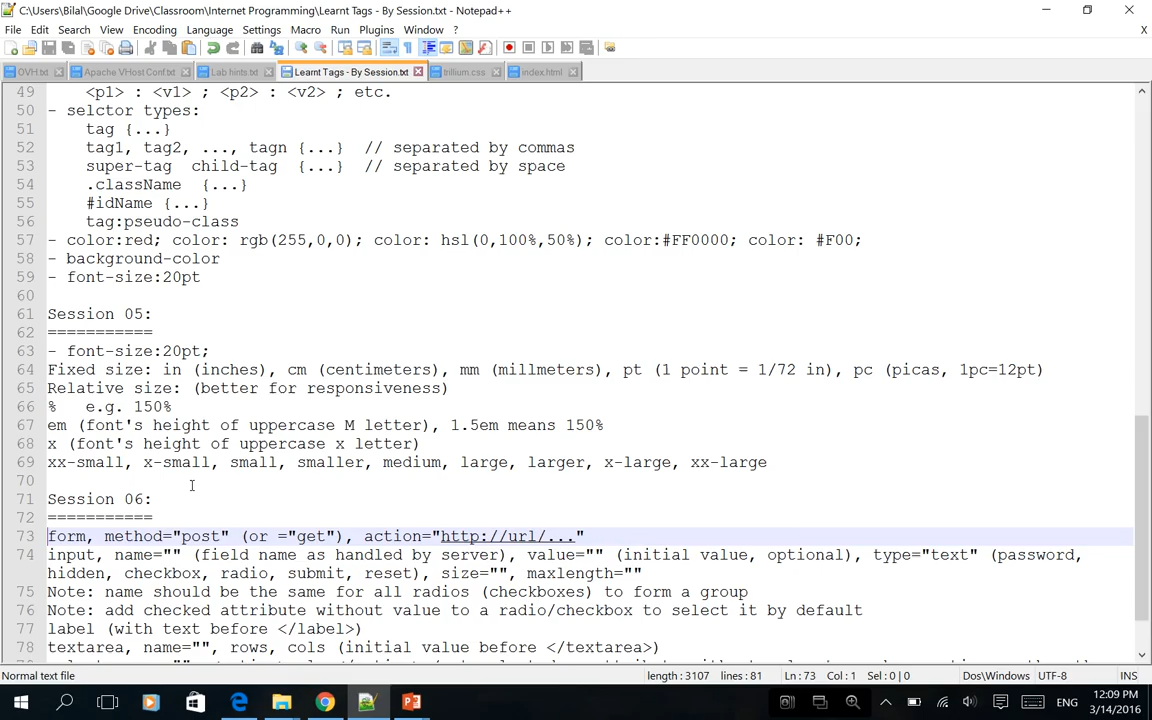 C:\Users\Bilal\Google Drive\Classroom\Internet Programming\Learnt Tags - By Session.txt - Notepad++
File Edit Search View Encoding Language Settings Macro Run Plugins Window ?
X
OVH.txt Apache VHost Conf.txt Lab hints.txt Learnt Tags - By Session.txt trillium.css index.html
49 <p1> : <v1> ; <p2> : <v2> ; etc.
50 - selctor types:
51 tag {...}
52 tag1, tag2, ..., tagn {...} // separated by commas
53 super-tag child-tag {...} // separated by space
54 .className {...}
55 #idName {...}
56 tag:pseudo-class
57 - color:red; color: rgb(255,0,0); color: hsl(0,100%,50%); color:#FF0000; color: #F00;
58 - background-color
59 - font-size:20pt
60
61 Session 05:
62 ===========
63 - font-size:20pt;
64 Fixed size: in (inches), cm (centimeters), mm (millmeters), pt (1 point = 1/72 in), pc (picas, 1pc=12pt)
65 Relative size: (better for responsiveness)
66 % e.g. 150%
67 em (font's height of uppercase M letter), 1.5em means 150%
68 x (font's height of uppercase x letter)
69 xx-small, x-small, small, smaller, medium, large, larger, x-large, xx-large
70
71 Session 06:
72 ===========
73 form, method="post" (or ="get"), action="http://url/..."
74 input, name="" (field name as handled by server), value="" (initial value, optional), type="text" (password,
hidden, checkbox, radio, submit, reset), size="", maxlength=""
75 Note: name should be the same for all radios (checkboxes) to form a group
76 Note: add checked attribute without value to a radio/checkbox to select it by default
77 label (with text before </label>)
78 textarea, name="", rows, cols (initial value before </textarea>)
Normal text file length : 3107 lines : 81 Ln : 73 Col : 1 Sel : 0 | 0 Dos\Windows UTF-8 INS
ENG
12:09 PM
3/14/2016